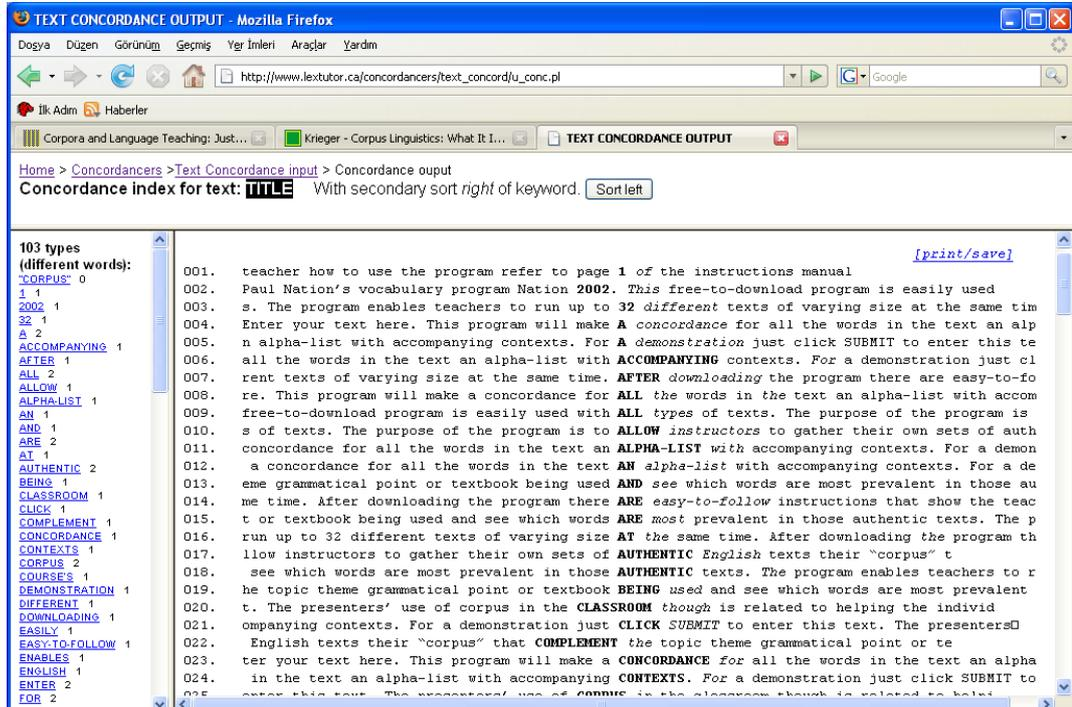 TEXT CONCORDANCE OUTPUT - Mozilla Firefox
Dosya Düzen Görünüm Geçmiş Yer İmleri Araçlar Yardım
http://www.lextutor.ca/concordancers/text_concord/u_conc.pl
Google
İlk Adım Haberler
Corpora and Language Teaching: Just... Krieger - Corpus Linguistics: What It I... TEXT CONCORDANCE OUTPUT
Home > Concordancers >Text Concordance input > Concordance ouput
Concordance index for text: TITLE With secondary sort right of keyword. Sort left
103 types
(different words):
"CORPUS" 0
1 1
2002 1
32 1
A 2
ACCOMPANYING 1
AFTER 1
ALL 2
ALLOW 1
ALPHA-LIST 1
AN 1
AND 1
ARE 2
AT 1
AUTHENTIC 2
BEING 1
CLASSROOM 1
CLICK 1
COMPLEMENT 1
CONCORDANCE 1
CONTEXTS 1
CORPUS 2
COURSE'S 1
DEMONSTRATION 1
DIFFERENT 1
DOWNLOADING 1
EASILY 1
EASY-TO-FOLLOW 1
ENABLES 1
ENGLISH 1
ENTER 2
FOR 2
[print/save]
001. teacher how to use the program refer to page 1 of the instructions manual
002. Paul Nation's vocabulary program Nation 2002. This free-to-download program is easily used
003. s. The program enables teachers to run up to 32 different texts of varying size at the same tim
004. Enter your text here. This program will make A concordance for all the words in the text an alp
005. n alpha-list with accompanying contexts. For A demonstration just click SUBMIT to enter this te
006. all the words in the text an alpha-list with ACCOMPANYING contexts. For a demonstration just cl
007. rent texts of varying size at the same time. AFTER downloading the program there are easy-to-fo
008. re. This program will make a concordance for ALL the words in the text an alpha-list with accom
009. free-to-download program is easily used with ALL types of texts. The purpose of the program is
010. s of texts. The purpose of the program is to ALLOW instructors to gather their own sets of auth
011. concordance for all the words in the text an ALPHA-LIST with accompanying contexts. For a demon
012. a concordance for all the words in the text AN alpha-list with accompanying contexts. For a de
013. eme grammatical point or textbook being used AND see which words are most prevalent in those au
014. me time. After downloading the program there ARE easy-to-follow instructions that show the teac
015. t or textbook being used and see which words ARE most prevalent in those authentic texts. The p
016. run up to 32 different texts of varying size AT the same time. After downloading the program th
017. llow instructors to gather their own sets of AUTHENTIC English texts their "corpus" t
018. see which words are most prevalent in those AUTHENTIC texts. The program enables teachers to r
019. he topic theme grammatical point or textbook BEING used and see which words are most prevalent
020. t. The presenters' use of corpus in the CLASSROOM though is related to helping the individ
021. ompanying contexts. For a demonstration just CLICK SUBMIT to enter this text. The presenters
022. English texts their "corpus" that COMPLEMENT the topic theme grammatical point or te
023. ter your text here. This program will make a CONCORDANCE for all the words in the text an alpha
024. in the text an alpha-list with accompanying CONTEXTS. For a demonstration just click SUBMIT to
025. enter this text. The presenters' use of CORPUS in the classroom though is related to helpi